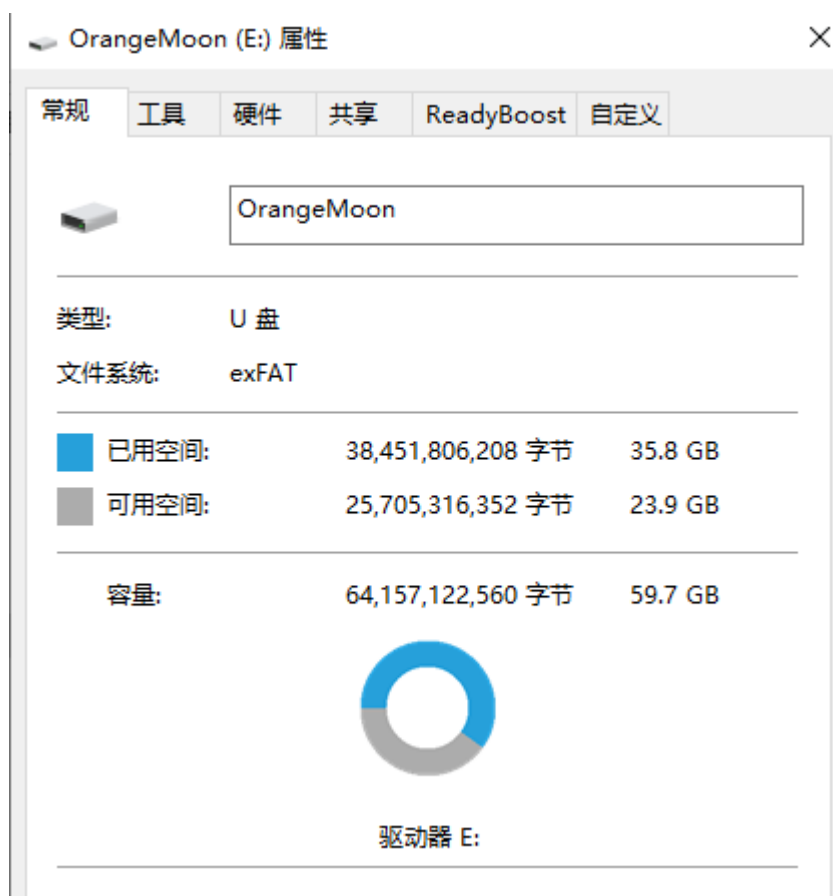 OrangeMoon (E:) 属性
常规 工具 硬件 共享 ReadyBoost 自定义
OrangeMoon
类型: U 盘
文件系统: exFAT
已用空间: 38,451,806,208 字节 35.8 GB
可用空间: 25,705,316,352 字节 23.9 GB
容量: 64,157,122,560 字节 59.7 GB
驱动器 E: